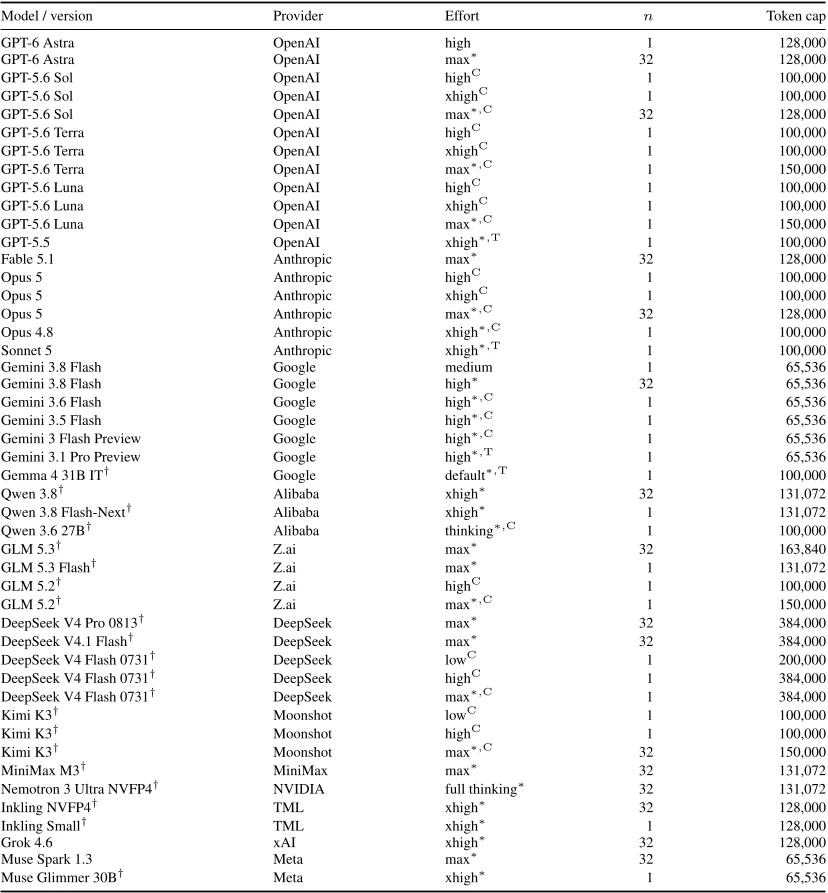 Model / version Provider Effort n Token cap
GPT-6 Astra OpenAI high 1 128,000
GPT-6 Astra OpenAI max* 32 128,000
GPT-5.6 Sol OpenAI high^C 1 100,000
GPT-5.6 Sol OpenAI xhigh^C 1 100,000
GPT-5.6 Sol OpenAI max*,C 32 128,000
GPT-5.6 Terra OpenAI high^C 1 100,000
GPT-5.6 Terra OpenAI xhigh^C 1 100,000
GPT-5.6 Terra OpenAI max*,C 1 150,000
GPT-5.6 Luna OpenAI high^C 1 100,000
GPT-5.6 Luna OpenAI xhigh^C 1 100,000
GPT-5.6 Luna OpenAI max*,C 1 150,000
GPT-5.5 OpenAI xhigh*,T 1 100,000
Fable 5.1 Anthropic max* 32 128,000
Opus 5 Anthropic high^C 1 100,000
Opus 5 Anthropic xhigh^C 1 100,000
Opus 5 Anthropic max*,C 32 128,000
Opus 4.8 Anthropic xhigh*,C 1 100,000
Sonnet 5 Anthropic xhigh*,T 1 100,000
Gemini 3.8 Flash Google medium 1 65,536
Gemini 3.8 Flash Google high* 32 65,536
Gemini 3.6 Flash Google high*,C 1 65,536
Gemini 3.5 Flash Google high*,C 1 65,536
Gemini 3 Flash Preview Google high*,C 1 65,536
Gemini 3.1 Pro Preview Google high*,T 1 65,536
Gemma 4 31B IT† Google default*,T 1 100,000
Qwen 3.8† Alibaba xhigh* 32 131,072
Qwen 3.8 Flash-Next† Alibaba xhigh* 1 131,072
Qwen 3.6 27B† Alibaba thinking*,C 1 100,000
GLM 5.3† Z.ai max* 32 163,840
GLM 5.3 Flash† Z.ai max* 1 131,072
GLM 5.2† Z.ai high^C 1 100,000
GLM 5.2† Z.ai max*,C 1 150,000
DeepSeek V4 Pro 0813† DeepSeek max* 32 384,000
DeepSeek V4.1 Flash† DeepSeek max* 32 384,000
DeepSeek V4 Flash 0731† DeepSeek low^C 1 200,000
DeepSeek V4 Flash 0731† DeepSeek high^C 1 384,000
DeepSeek V4 Flash 0731† DeepSeek max*,C 1 384,000
Kimi K3† Moonshot low^C 1 100,000
Kimi K3† Moonshot high^C 1 100,000
Kimi K3† Moonshot max*,C 32 150,000
MiniMax M3† MiniMax max* 32 131,072
Nemotron 3 Ultra NVFP4† NVIDIA full thinking* 32 131,072
Inkling NVFP4† TML xhigh* 32 128,000
Inkling Small† TML xhigh* 1 128,000
Grok 4.6 xAI xhigh* 32 128,000
Muse Spark 1.3 Meta max* 32 65,536
Muse Glimmer 30B† Meta xhigh* 1 65,536